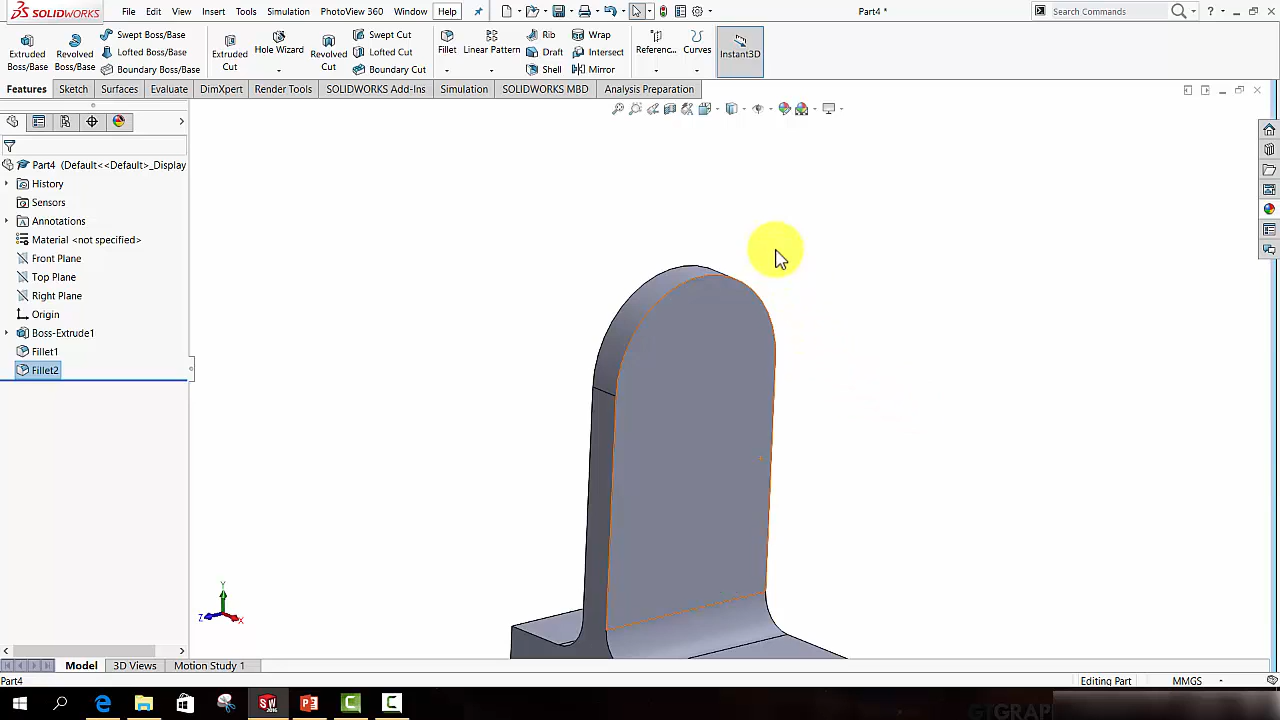 SOLIDWORKS File Edit View Insert Tools Simulation PhotoView 360 Window Help Part4 * Search Commands ?
Extruded Boss/Base Revolved Boss/Base Swept Boss/Base Lofted Boss/Base Boundary Boss/Base Extruded Cut Hole Wizard Revolved Cut Swept Cut Lofted Cut Boundary Cut Fillet Linear Pattern Rib Draft Shell Wrap Intersect Mirror Referenc... Curves Instant3D
Features Sketch Surfaces Evaluate DimXpert Render Tools SOLIDWORKS Add-Ins Simulation SOLIDWORKS MBD Analysis Preparation
Part4 (Default<<Default>_Display
History
Sensors
Annotations
Material <not specified>
Front Plane
Top Plane
Right Plane
Origin
Boss-Extrude1
Fillet1
Fillet2
Y
Z X
Model 3D Views Motion Study 1
Part4 Editing Part MMGS